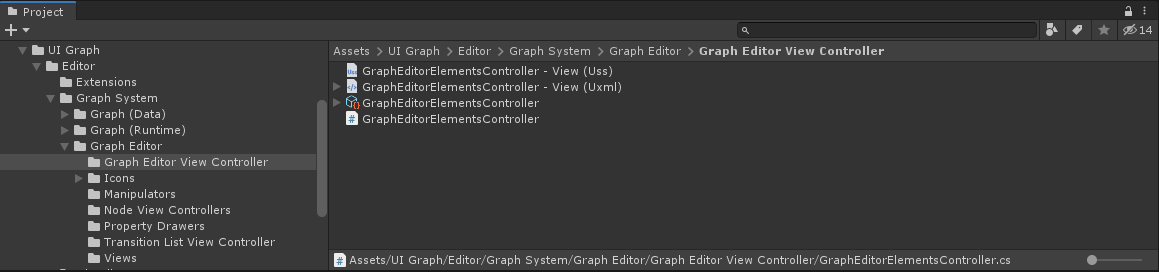 Project
14
UI Graph
Editor
Extensions
Graph System
Graph (Data)
Graph (Runtime)
Graph Editor
Graph Editor View Controller
Icons
Manipulators
Node View Controllers
Property Drawers
Transition List View Controller
Views
Assets > UI Graph > Editor > Graph System > Graph Editor > Graph Editor View Controller
GraphEditorElementsController - View (Uss)
GraphEditorElementsController - View (Uxml)
GraphEditorElementsController
GraphEditorElementsController
Assets/UI Graph/Editor/Graph System/Graph Editor/Graph Editor View Controller/GraphEditorElementsController.cs